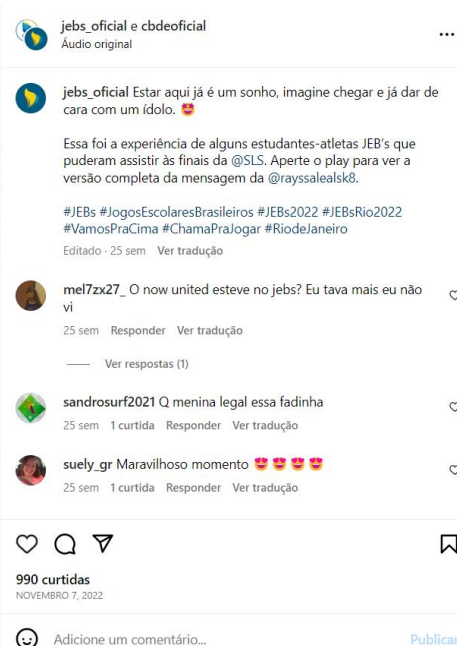 jebs_oficial e cbdeoficial
Áudio original
jebs_oficial Estar aqui já é um sonho, imagine chegar e já dar de
cara com um ídolo. 😍
Essa foi a experiência de alguns estudantes-atletas JEB's que
puderam assistir às finais da @SLS. Aperte o play para ver a
versão completa da mensagem da @rayssalealsk8.
#JEBs #JogosEscolaresBrasileiros #JEBs2022 #JEBsRio2022
#VamosPraCima #ChamaPraJogar #RiodeJaneiro
Editado · 25 sem Ver tradução
mel7zx27_ O now united esteve no jebs? Eu tava mais eu não
vi
25 sem Responder Ver tradução
Ver respostas (1)
sandrosurf2021 Q menina legal essa fadinha
25 sem 1 curtida Responder Ver tradução
suely_gr Maravilhoso momento 😍😍😍😍
25 sem 1 curtida Responder Ver tradução
990 curtidas
NOVEMBRO 7, 2022
Adicione um comentário...
Publicar